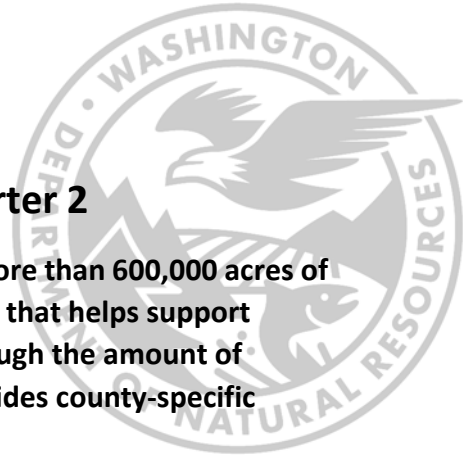 WASHINGTON
DEPARTMENT OF NATURAL RESOURCES
rter 2
ore than 600,000 acres of
that helps support
ough the amount of
ides county-specific